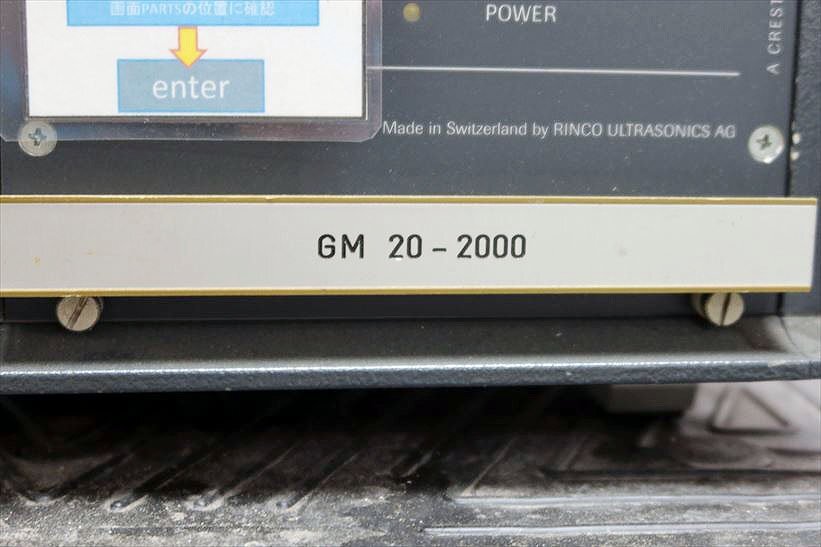 画面PARTSの位置に確認
enter
POWER
A CREST
Made in Switzerland by RINCO ULTRASONICS AG
GM 20-2000